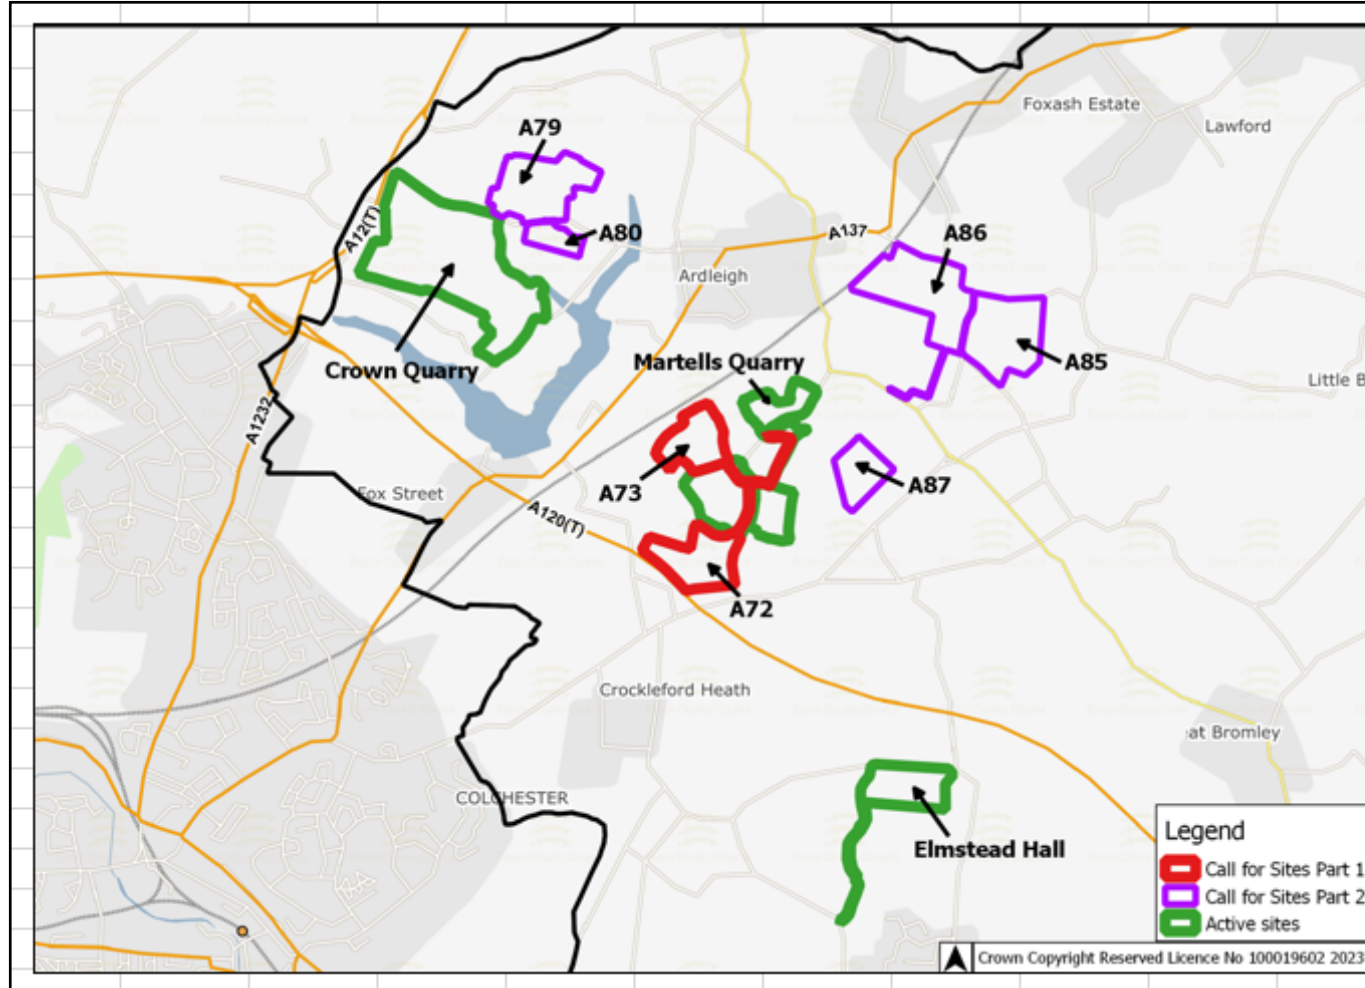 Foxash Estate
A79
Lawford
A12(T)
A80
A137
A86
Ardleigh
Martells Quarry
A85
Crown Quarry
Little B
A1232
A73
A87
Fox Street
A120(T)
A72
Crockleford Heath
at Bromley
COLCHESTER
Elmstead Hall
Legend
Call for Sites Part 1
Call for Sites Part 2
Active sites
Crown Copyright Reserved Licence No 100019602 2023